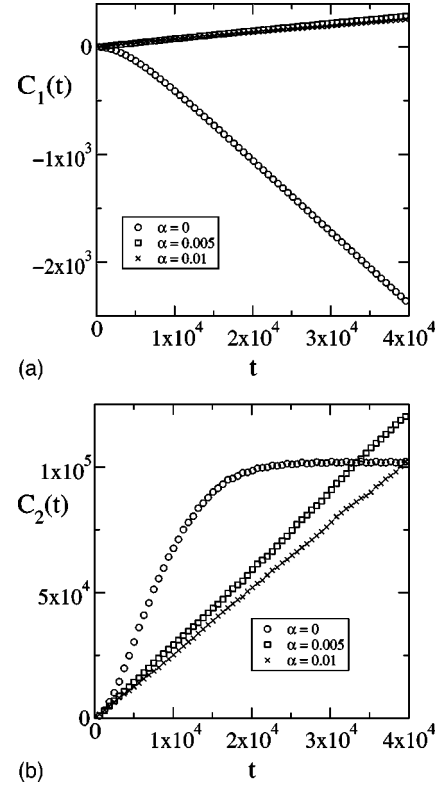 0
C₁(t)
−1x10³
−2x10³
α = 0
α = 0.005
α = 0.01
0 1x10⁴ 2x10⁴ 3x10⁴ 4x10⁴
(a) t
1x10⁵
C₂(t)
5x10⁴
α = 0
α = 0.005
α = 0.01
0
0 1x10⁴ 2x10⁴ 3x10⁴ 4x10⁴
(b) t